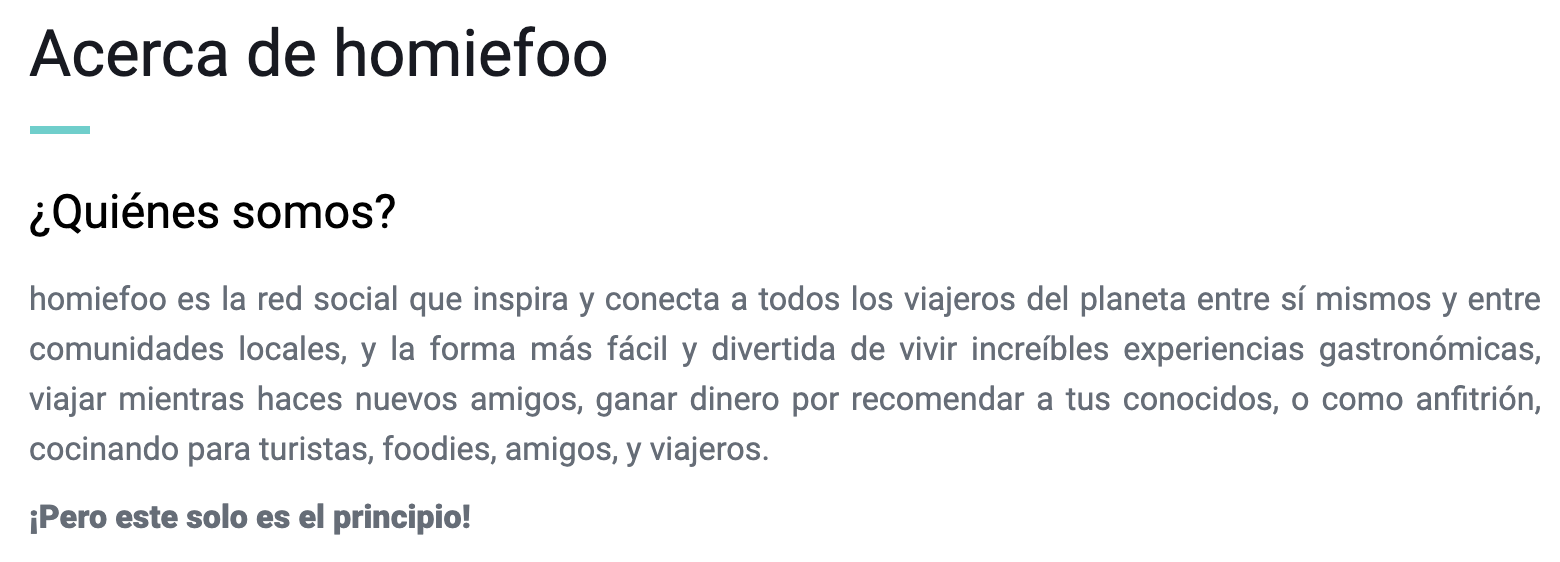 Acerca de homiefoo
¿Quiénes somos?
homiefoo es la red social que inspira y conecta a todos los viajeros del planeta entre sí mismos y entre
comunidades locales, y la forma más fácil y divertida de vivir increíbles experiencias gastronómicas,
viajar mientras haces nuevos amigos, ganar dinero por recomendar a tus conocidos, o como anfitrión,
cocinando para turistas, foodies, amigos, y viajeros.
¡Pero este solo es el principio!